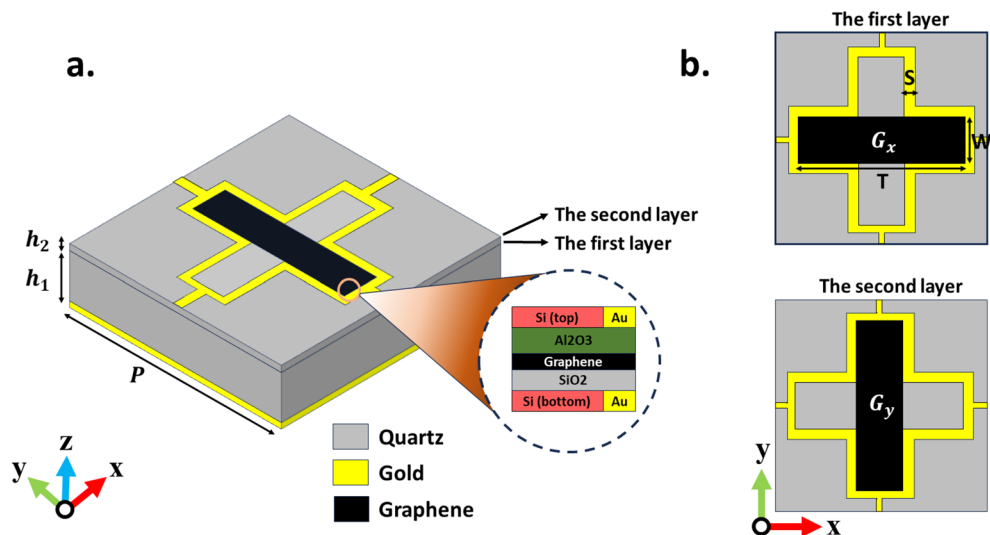 a.
h₂
h₁
P
The second layer
The first layer
Si (top)
Au
Al2O3
Graphene
SiO2
Si (bottom)
Au
Quartz
Gold
Graphene
z
y
x
b.
The first layer
S
Gₓ
W
T
The second layer
G_y
y
x